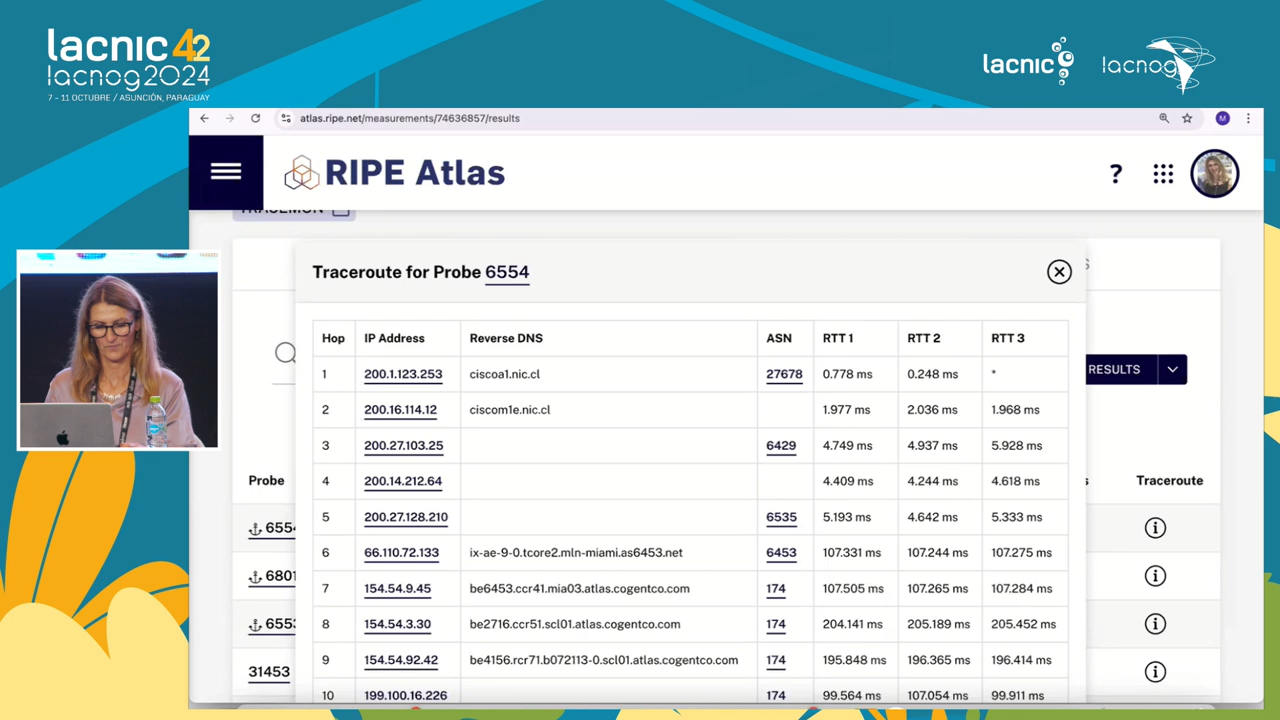 lacnic 42
lacnog2024
7 - 11 OCTUBRE / ASUNCIÓN, PARAGUAY
lacnic
lacnog
atlas.ripe.net/measurements/74636857/results
M
RIPE Atlas
?
TRACEMON
Traceroute for Probe 6554
Hop IP Address Reverse DNS ASN RTT 1 RTT 2 RTT 3
1 200.1.123.253 ciscoa1.nic.cl 27678 0.778 ms 0.248 ms *
2 200.16.114.12 ciscom1e.nic.cl 1.977 ms 2.036 ms 1.968 ms
3 200.27.103.25 6429 4.749 ms 4.937 ms 5.928 ms
4 200.14.212.64 4.409 ms 4.244 ms 4.618 ms
5 200.27.128.210 6535 5.193 ms 4.642 ms 5.333 ms
6 66.110.72.133 ix-ae-9-0.tcore2.mln-miami.as6453.net 6453 107.331 ms 107.244 ms 107.275 ms
7 154.54.9.45 be6453.ccr41.mia03.atlas.cogentco.com 174 107.505 ms 107.265 ms 107.284 ms
8 154.54.3.30 be2716.ccr51.scl01.atlas.cogentco.com 174 204.141 ms 205.189 ms 205.452 ms
9 154.54.92.42 be4156.rcr71.b072113-0.scl01.atlas.cogentco.com 174 195.848 ms 196.365 ms 196.414 ms
10 199.100.16.226 174 99.564 ms 107.054 ms 99.911 ms
RESULTS
Probe
Traceroute
6554
6801
655
31453